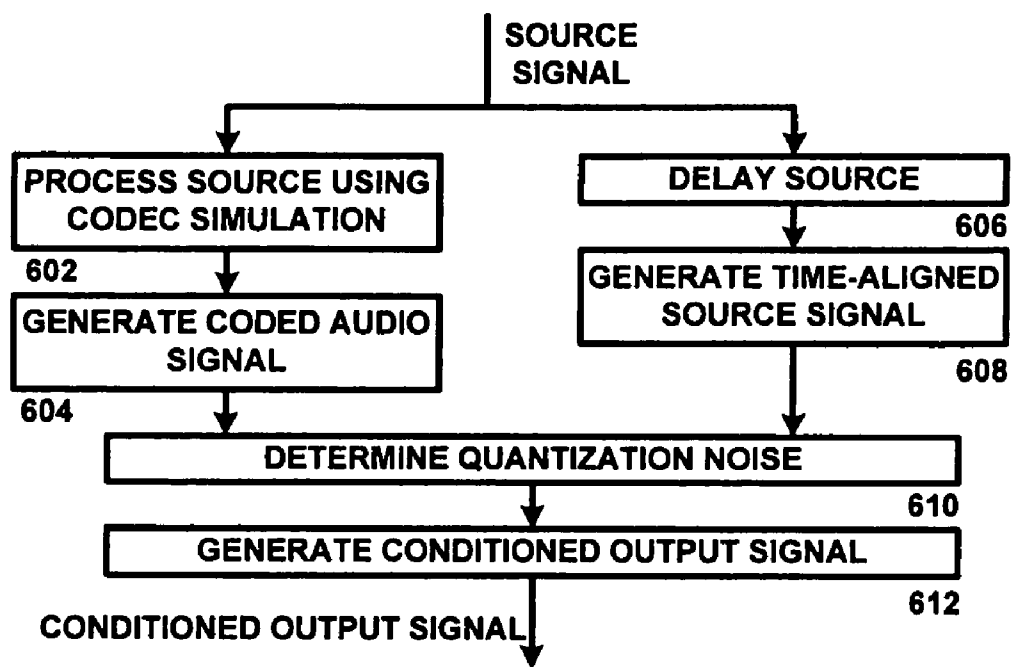 SOURCE
SIGNAL
PROCESS SOURCE USING
CODEC SIMULATION
602
GENERATE CODED AUDIO
SIGNAL
604
DELAY SOURCE
606
GENERATE TIME-ALIGNED
SOURCE SIGNAL
608
DETERMINE QUANTIZATION NOISE
610
GENERATE CONDITIONED OUTPUT SIGNAL
612
CONDITIONED OUTPUT SIGNAL